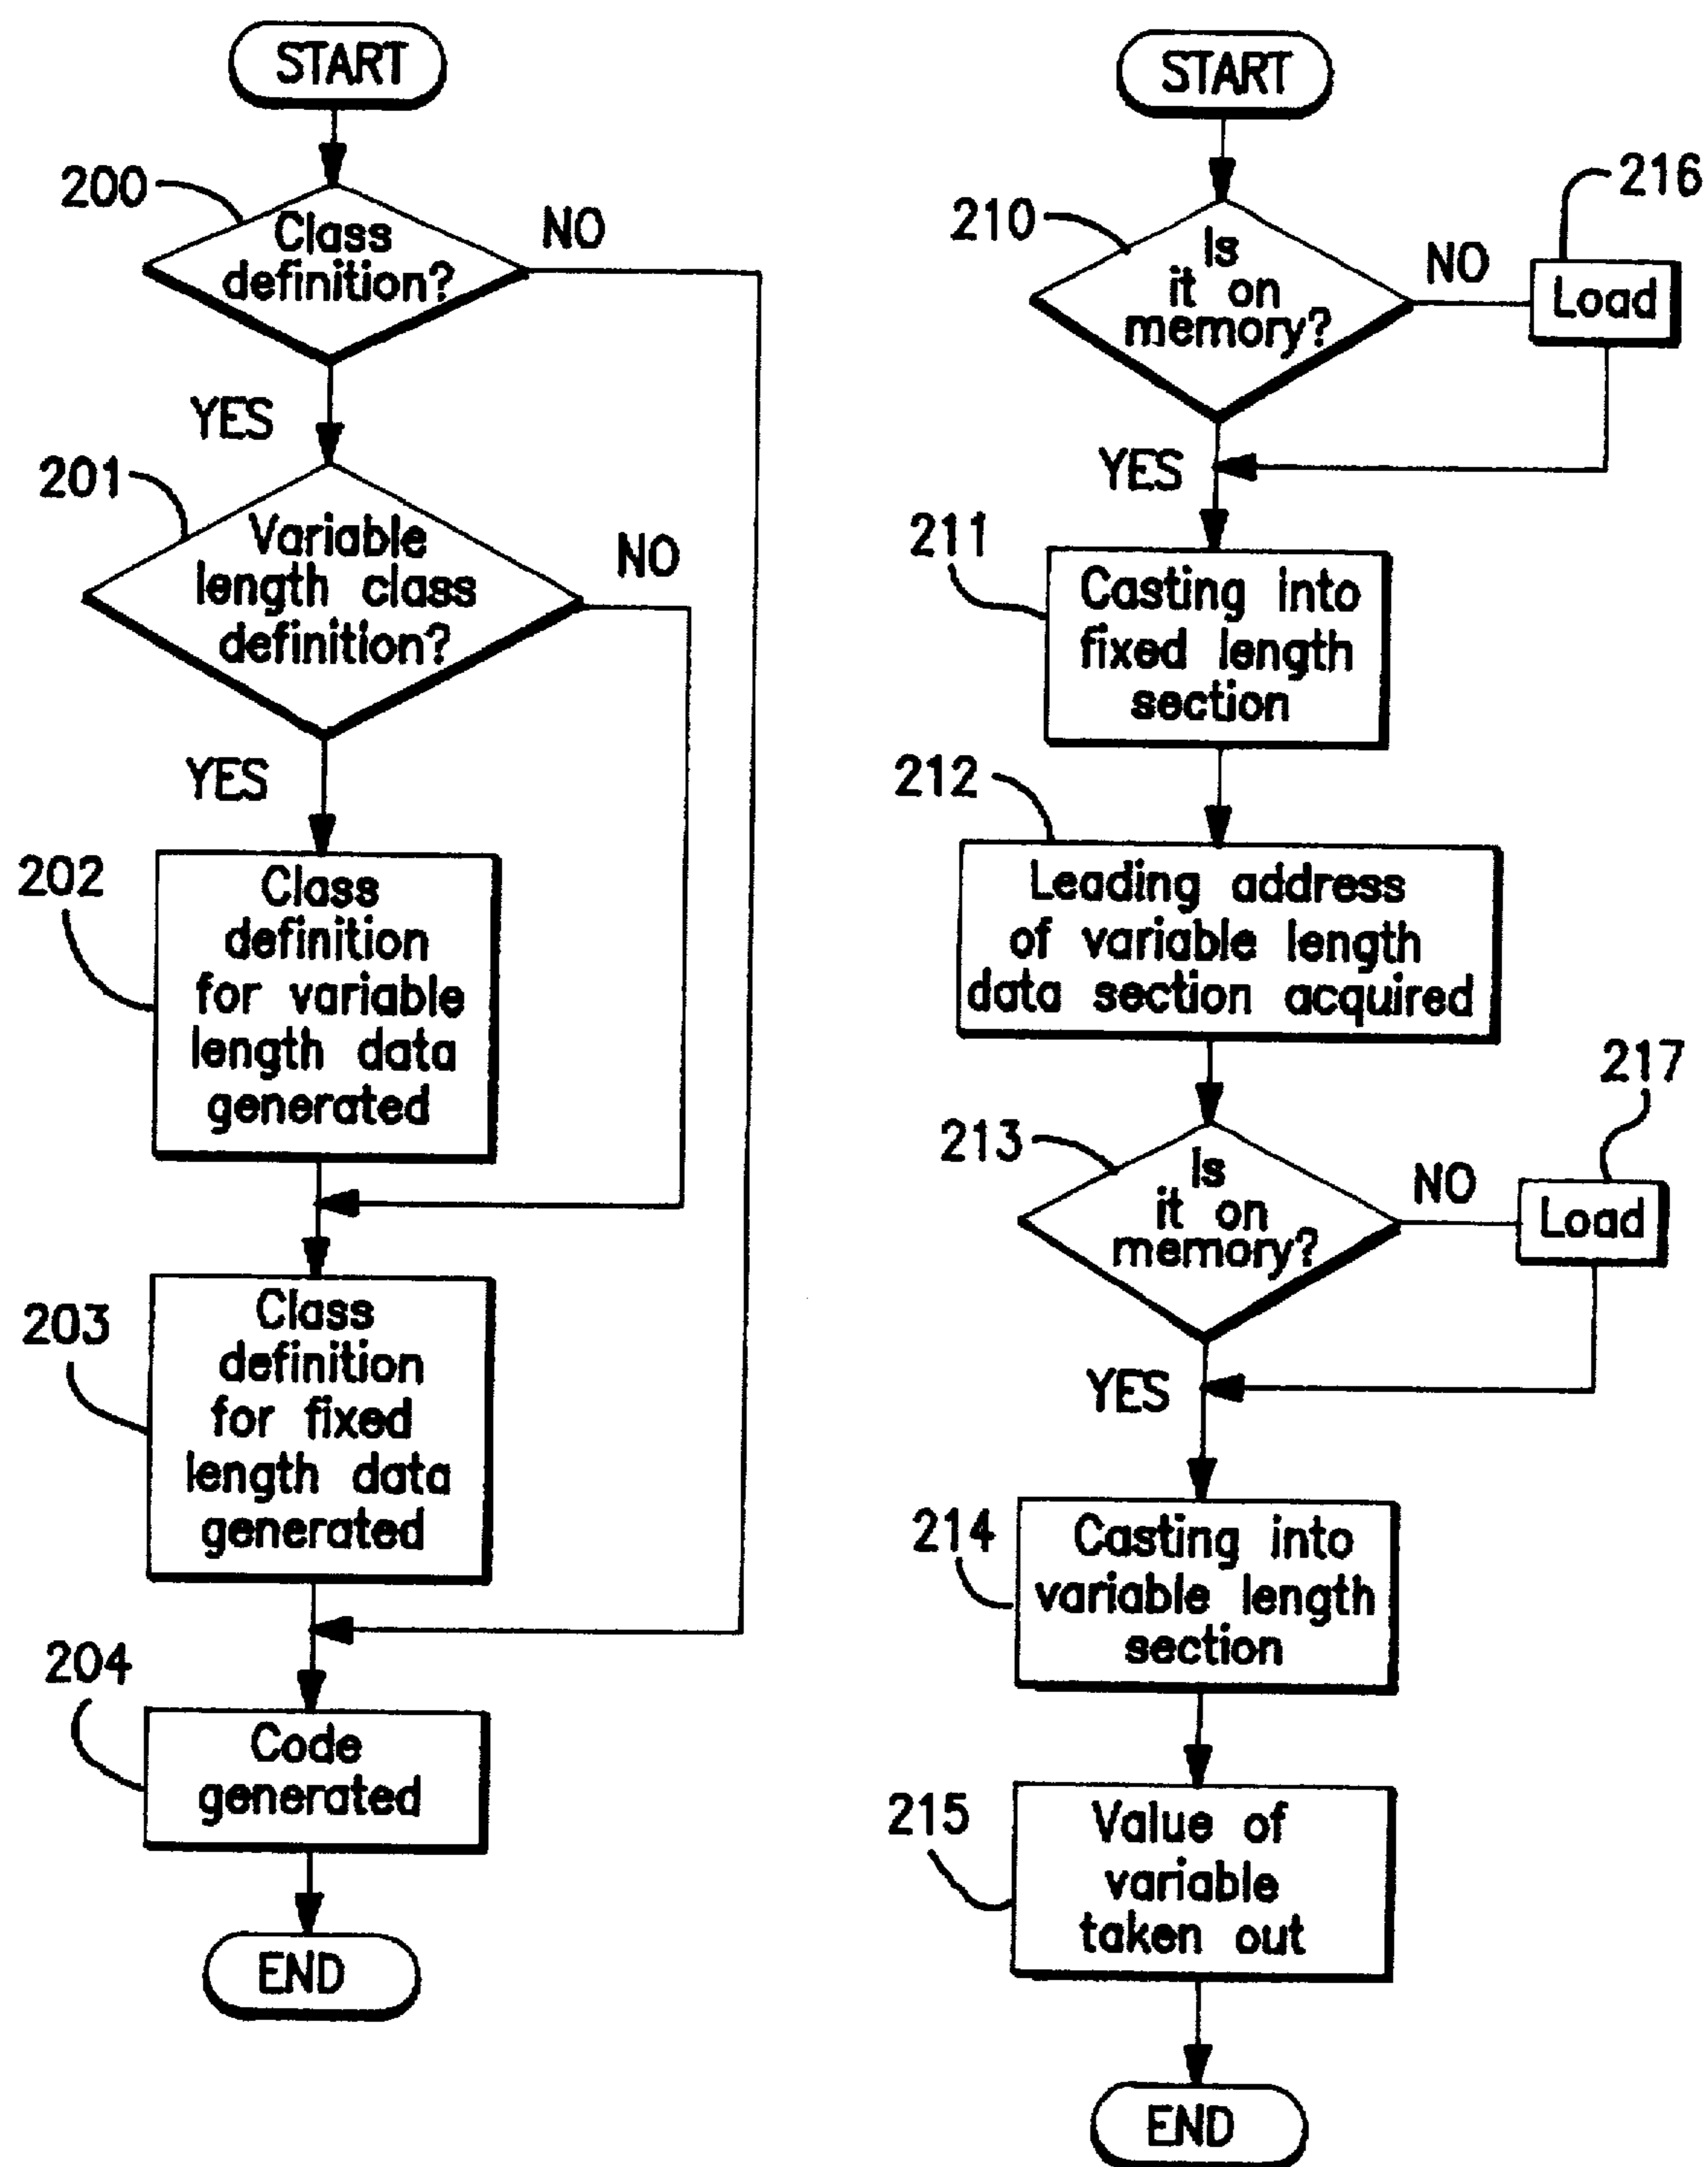 START
200
Class
definition?
NO
YES
201
Variable
length class
definition?
NO
YES
202
Class
definition
for variable
length data
generated
203
Class
definition
for fixed
length data
generated
204
Code
generated
END
START
210
Is
it on
memory?
NO
216
Load
YES
211
Casting into
fixed length
section
212
Leading address
of variable length
data section acquired
213
Is
it on
memory?
NO
217
Load
YES
214
Casting into
variable length
section
215
Value of
variable
taken out
END